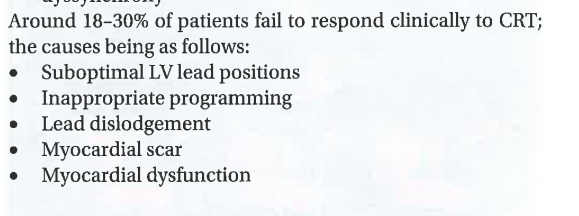 Around 18–30% of patients fail to respond clinically to CRT;
the causes being as follows:
• Suboptimal LV lead positions
• Inappropriate programming
• Lead dislodgement
• Myocardial scar
• Myocardial dysfunction